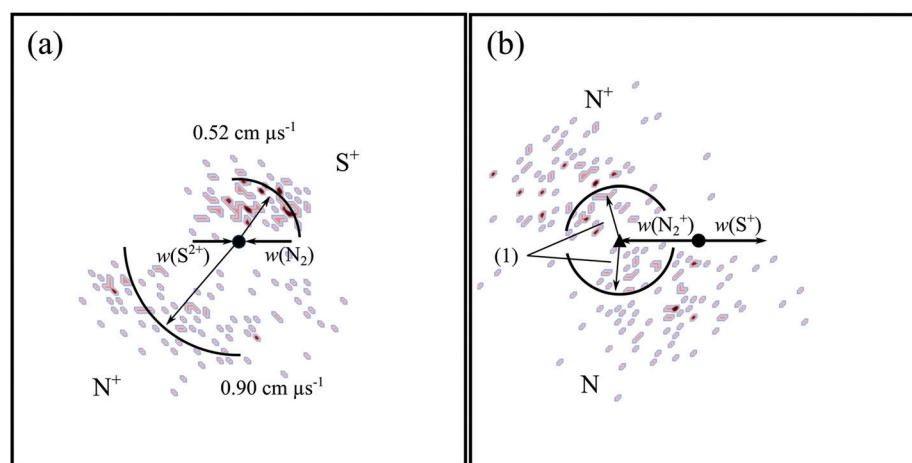 (a)
0.52 cm μs⁻¹
S⁺
w(S²⁺)
w(N₂)
N⁺
0.90 cm μs⁻¹
(b)
N⁺
w(N₂⁺)
w(S⁺)
(1)
N